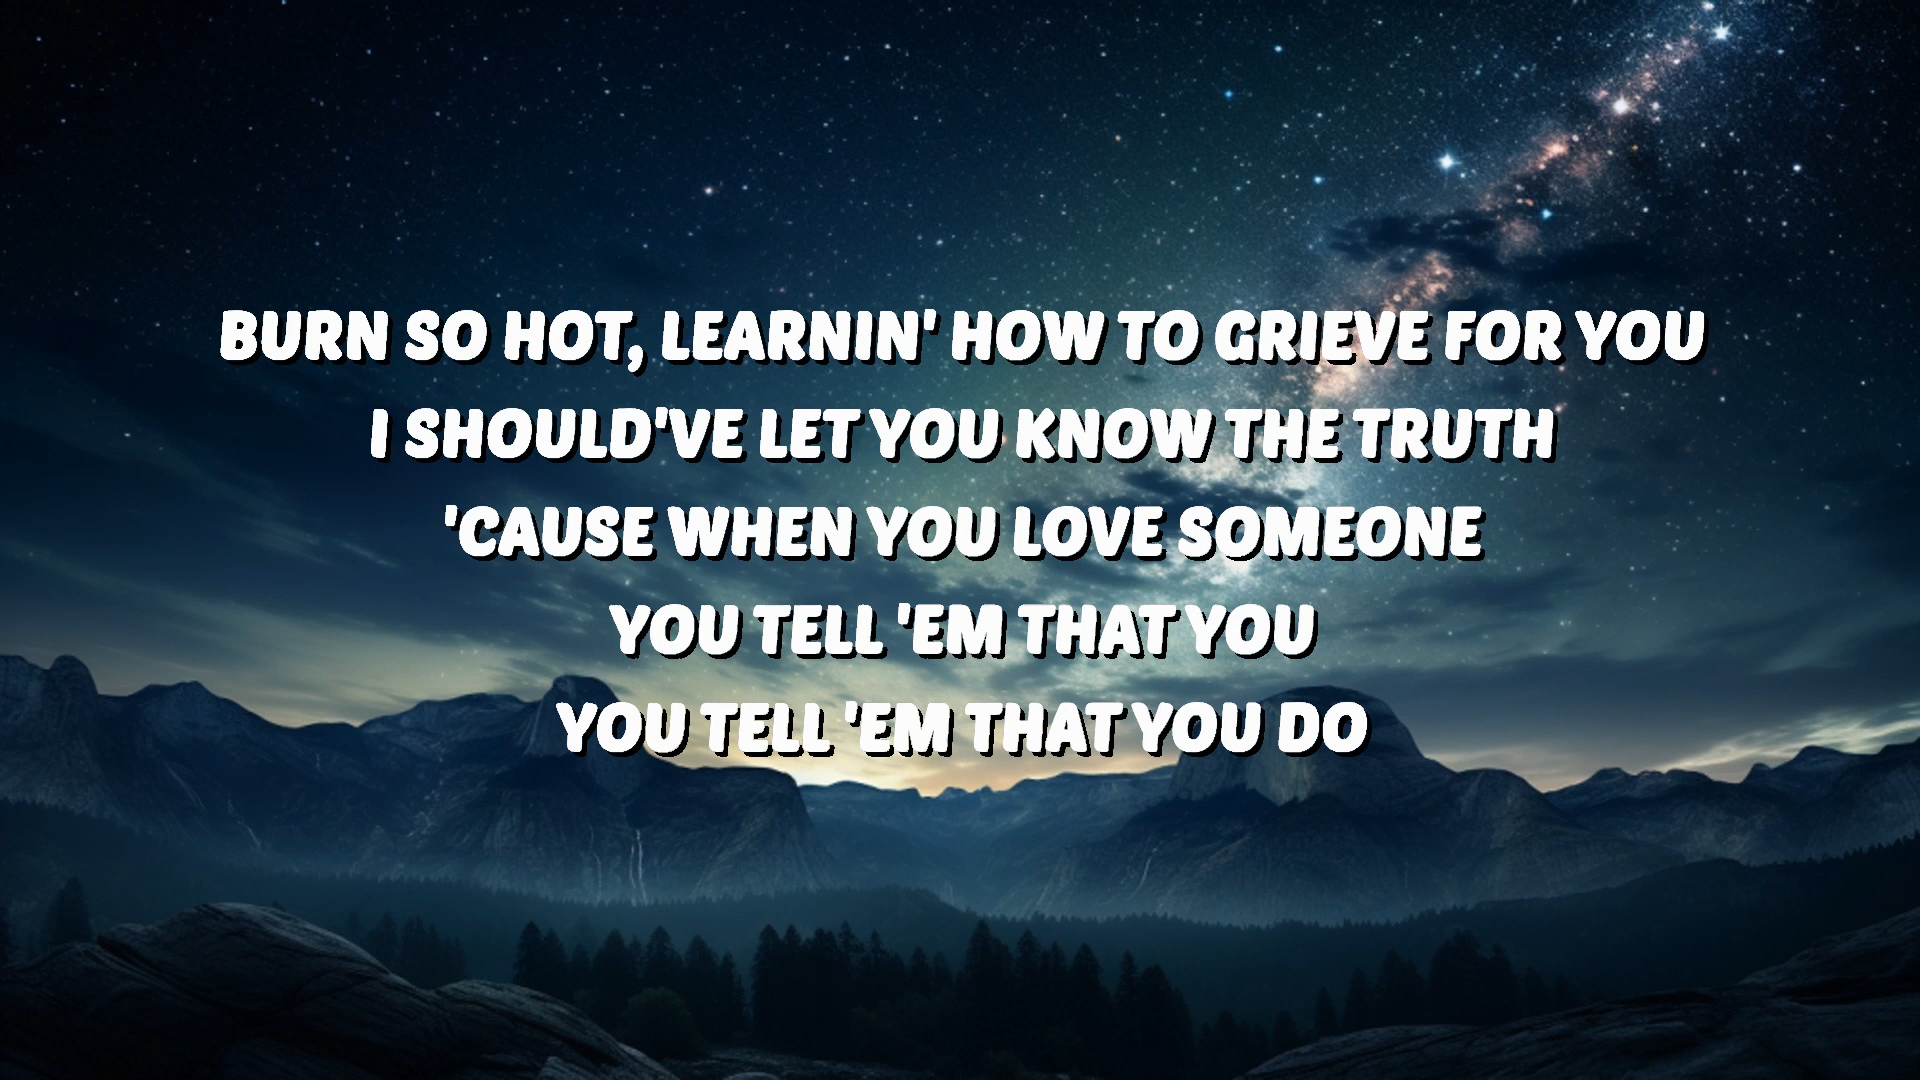 BURN SO HOT, LEARNIN' HOW TO GRIEVE FOR YOU
I SHOULD'VE LET YOU KNOW THE TRUTH
'CAUSE WHEN YOU LOVE SOMEONE
YOU TELL 'EM THAT YOU
YOU TELL 'EM THAT YOU DO